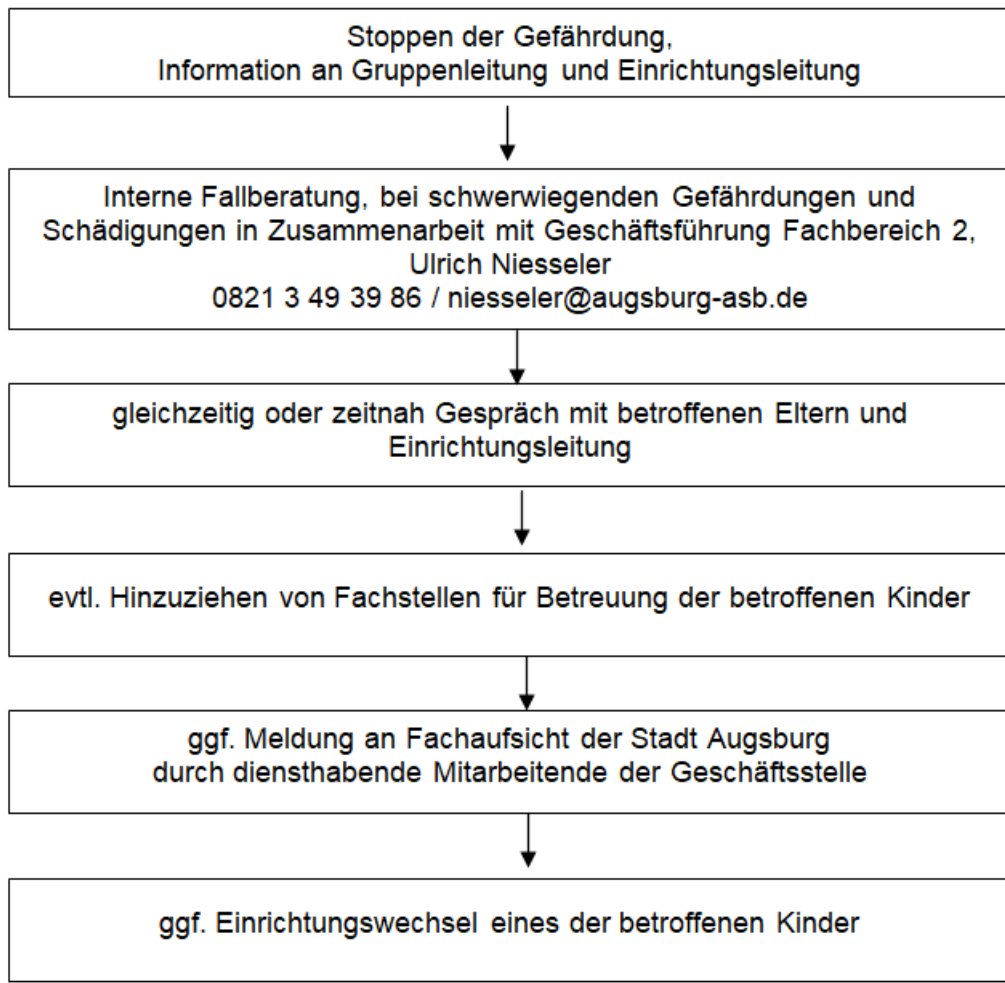 Stoppen der Gefährdung,
Information an Gruppenleitung und Einrichtungsleitung
Interne Fallberatung, bei schwerwiegenden Gefährdungen und
Schädigungen in Zusammenarbeit mit Geschäftsführung Fachbereich 2,
Ulrich Niesseler
0821 3 49 39 86 / niesseler@augsburg-asb.de
gleichzeitig oder zeitnah Gespräch mit betroffenen Eltern und
Einrichtungsleitung
evtl. Hinzuziehen von Fachstellen für Betreuung der betroffenen Kinder
ggf. Meldung an Fachaufsicht der Stadt Augsburg
durch diensthabende Mitarbeitende der Geschäftsstelle
ggf. Einrichtungswechsel eines der betroffenen Kinder